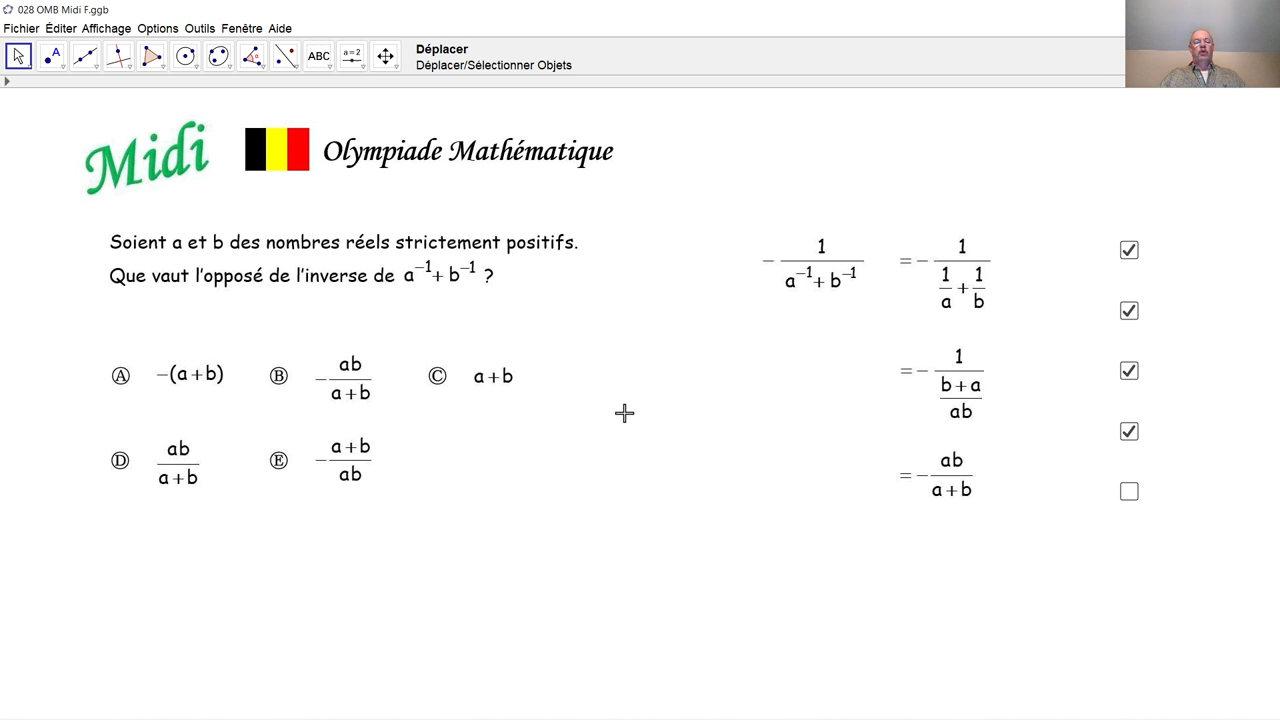 028 OMB Midi F.ggb
Fichier Éditer Affichage Options Outils Fenêtre Aide
A ABC a=2 Déplacer
Déplacer/Sélectionner Objets
Midi Olympiade Mathématique
Soient a et b des nombres réels strictement positifs.
Que vaut l'opposé de l'inverse de a⁻¹+ b⁻¹ ?
Ⓐ −(a+b) Ⓑ −ab/(a+b) Ⓒ a+b
Ⓓ ab/(a+b) Ⓔ −(a+b)/ab
−1/(a⁻¹+ b⁻¹) = −1/(1/a + 1/b)
= −1/((b+a)/ab)
= −ab/(a+b)